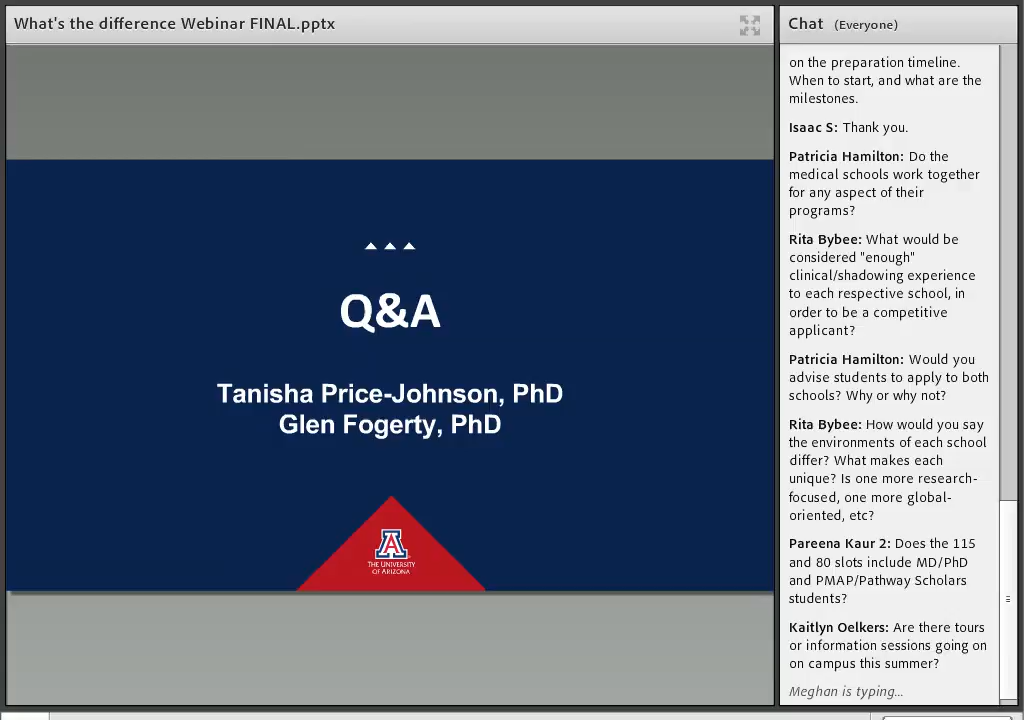 What's the difference Webinar FINAL.pptx
Q&A
Tanisha Price-Johnson, PhD
Glen Fogerty, PhD
A
THE UNIVERSITY
OF ARIZONA
Chat (Everyone)
on the preparation timeline.
When to start, and what are the
milestones.
Isaac S: Thank you.
Patricia Hamilton: Do the
medical schools work together
for any aspect of their
programs?
Rita Bybee: What would be
considered "enough"
clinical/shadowing experience
to each respective school, in
order to be a competitive
applicant?
Patricia Hamilton: Would you
advise students to apply to both
schools? Why or why not?
Rita Bybee: How would you say
the environments of each school
differ? What makes each
unique? Is one more research-
focused, one more global-
oriented, etc?
Pareena Kaur 2: Does the 115
and 80 slots include MD/PhD
and PMAP/Pathway Scholars
students?
Kaitlyn Oelkers: Are there tours
or information sessions going on
on campus this summer?
Meghan is typing...